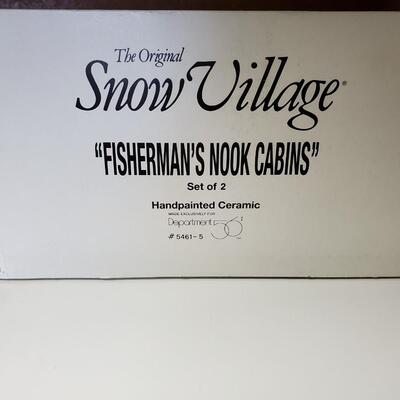 The Original
Snow Village®
"FISHERMAN'S NOOK CABINS"
Set of 2
Handpainted Ceramic
MADE EXCLUSIVELY FOR
Department 56
# 5461-5